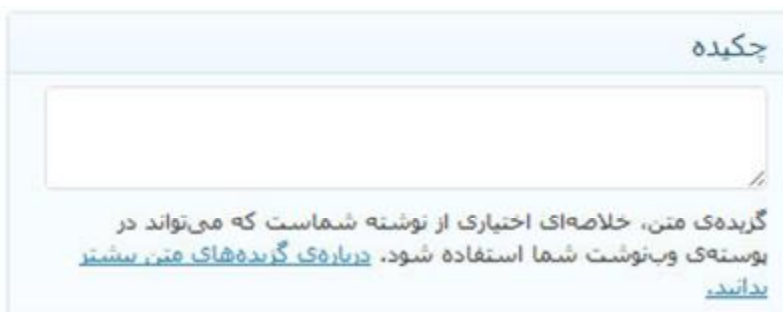 چکیده
گزیده‌ی متن، خلاصه‌ای اختیاری از نوشته شماست که می‌تواند در
پوسته‌ی وب‌نوشت شما استفاده شود. درباره‌ی گزیده‌های متن بیشتر
بدانید.